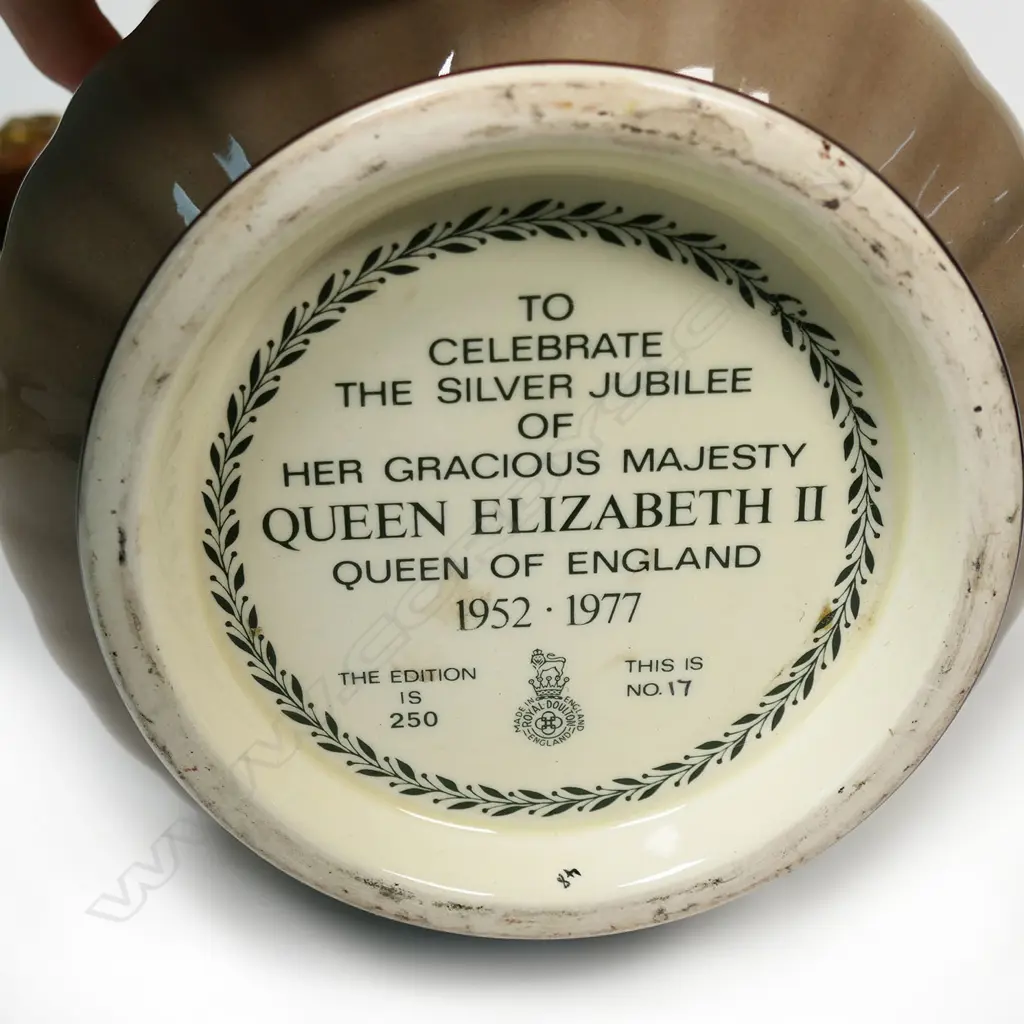 TO
CELEBRATE
THE SILVER JUBILEE
OF
HER GRACIOUS MAJESTY
QUEEN ELIZABETH II
QUEEN OF ENGLAND
1952 · 1977
THE EDITION
IS
250
MADE IN ENGLAND
ROYAL DOULTON
ENGLAND
THIS IS
NO. 17